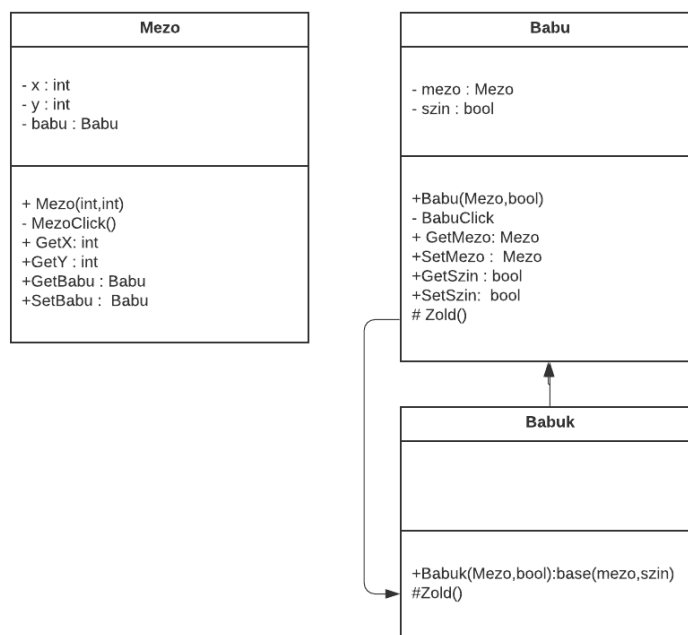 Mezo
- x : int
- y : int
- babu : Babu
+ Mezo(int,int)
- MezoClick()
+ GetX: int
+GetY : int
+GetBabu : Babu
+SetBabu :  Babu
Babu
- mezo : Mezo
- szin : bool
+Babu(Mezo,bool)
- BabuClick
+ GetMezo: Mezo
+SetMezo :  Mezo
+GetSzin : bool
+SetSzin:  bool
# Zold()
Babuk
+Babuk(Mezo,bool):base(mezo,szin)
#Zold()